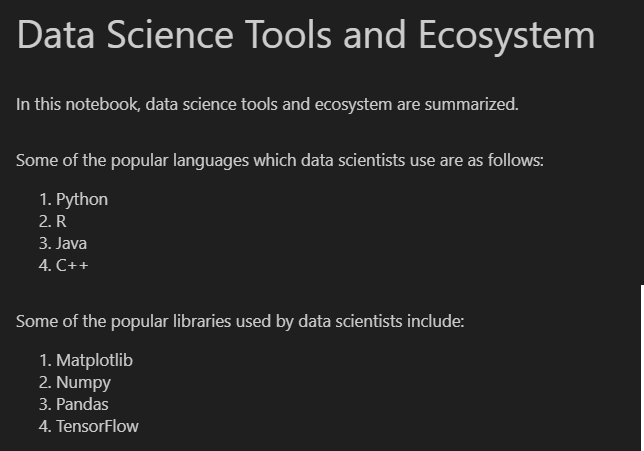 Data Science Tools and Ecosystem
In this notebook, data science tools and ecosystem are summarized.
Some of the popular languages which data scientists use are as follows:
1. Python
2. R
3. Java
4. C++
Some of the popular libraries used by data scientists include:
1. Matplotlib
2. Numpy
3. Pandas
4. TensorFlow